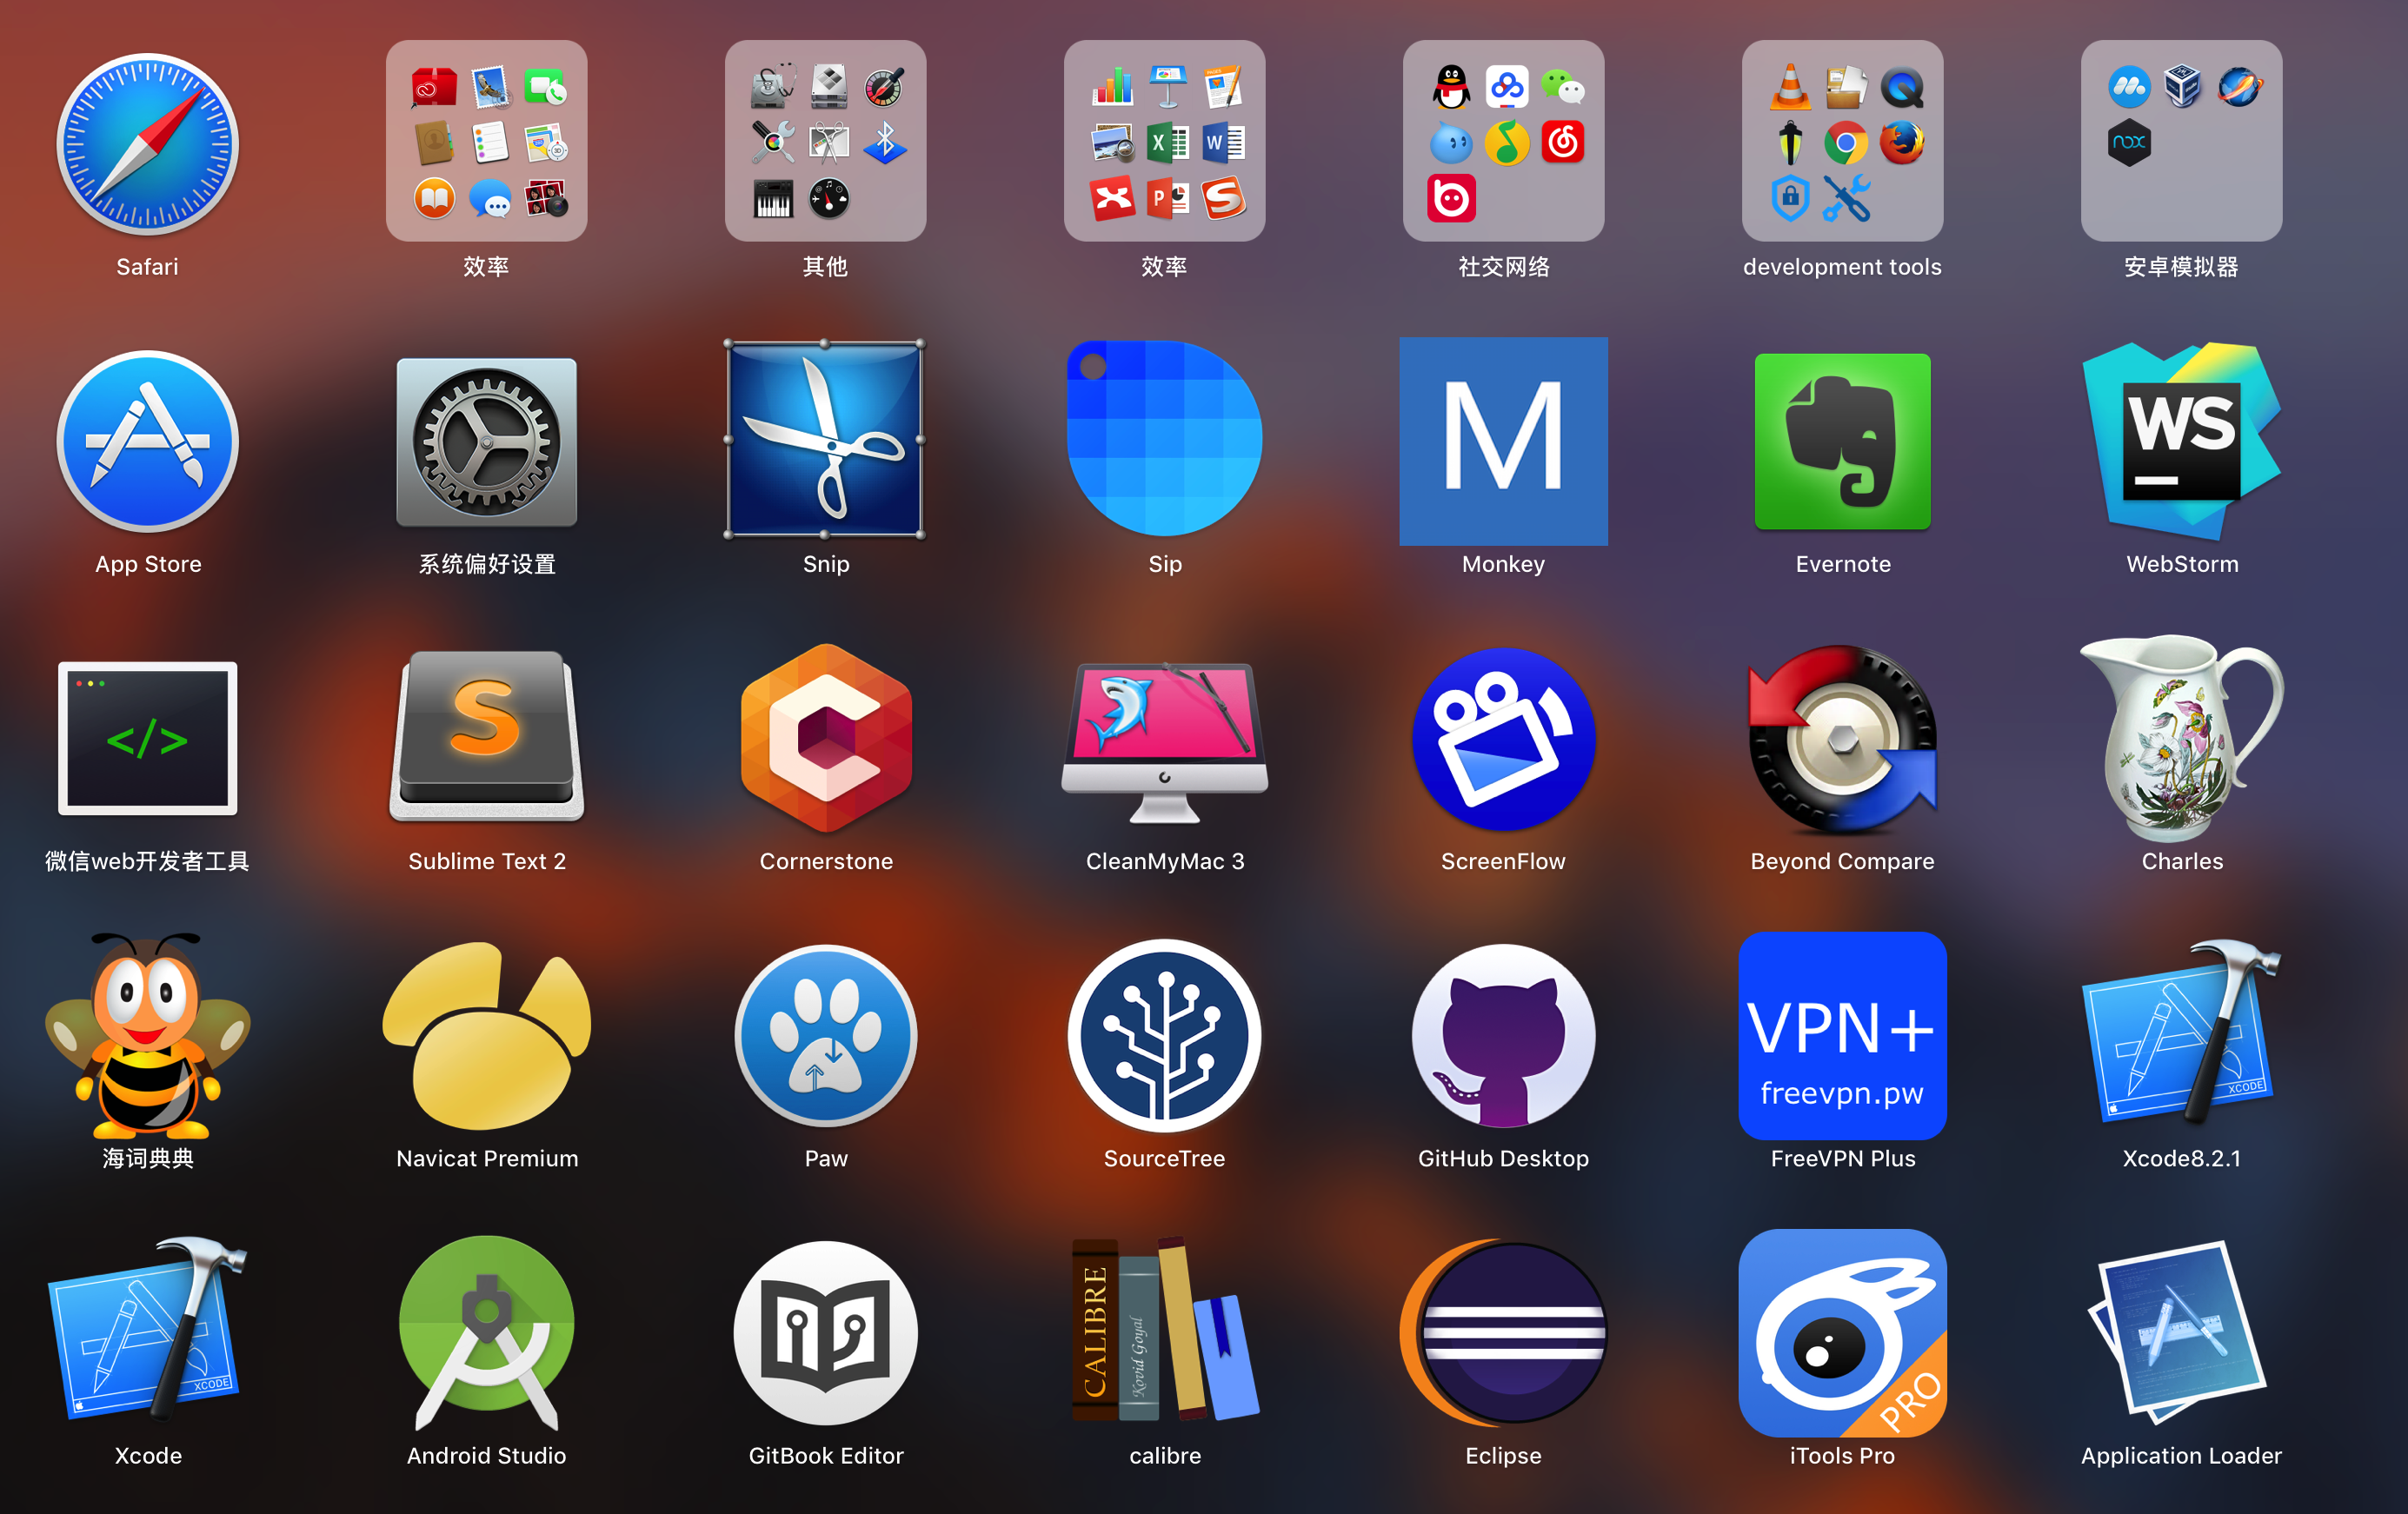 Safari
效率
其他
效率
社交网络
development tools
安卓模拟器
nox
App Store
系统偏好设置
Snip
Sip
M
Monkey
Evernote
WS
WebStorm
</>
微信web开发者工具
S
Sublime Text 2
Cornerstone
CleanMyMac 3
ScreenFlow
Beyond Compare
Charles
海词典典
Navicat Premium
Paw
SourceTree
GitHub Desktop
VPN+
freevpn.pw
FreeVPN Plus
XCODE
Xcode8.2.1
XCODE
Xcode
Android Studio
GitBook Editor
CALIBRE
Kovid Goyal
calibre
Eclipse
PRO
iTools Pro
Application Loader